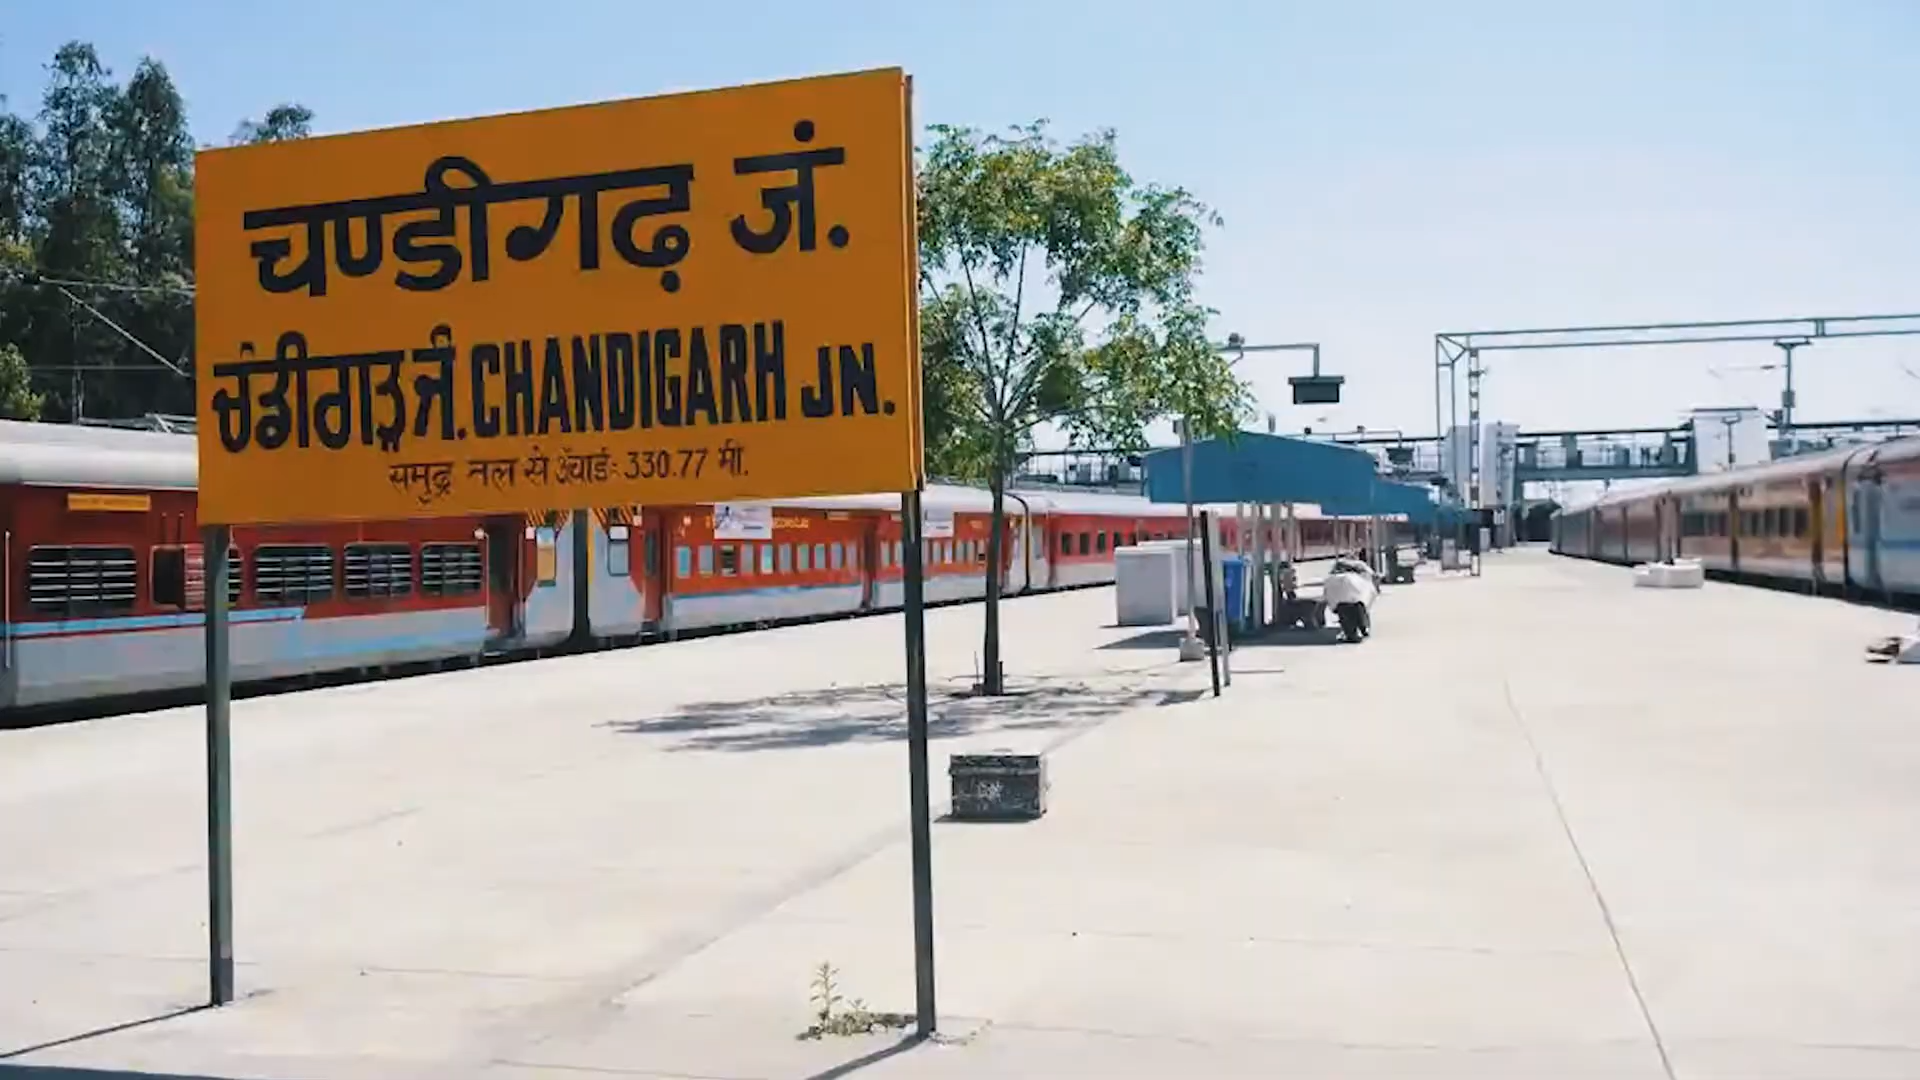 चण्डीगढ़ जं.
ਚੰਡੀਗੜ੍ਹ ਜੰ. CHANDIGARH JN.
समुद्र तल से ऊँचाई: 330.77 मी.